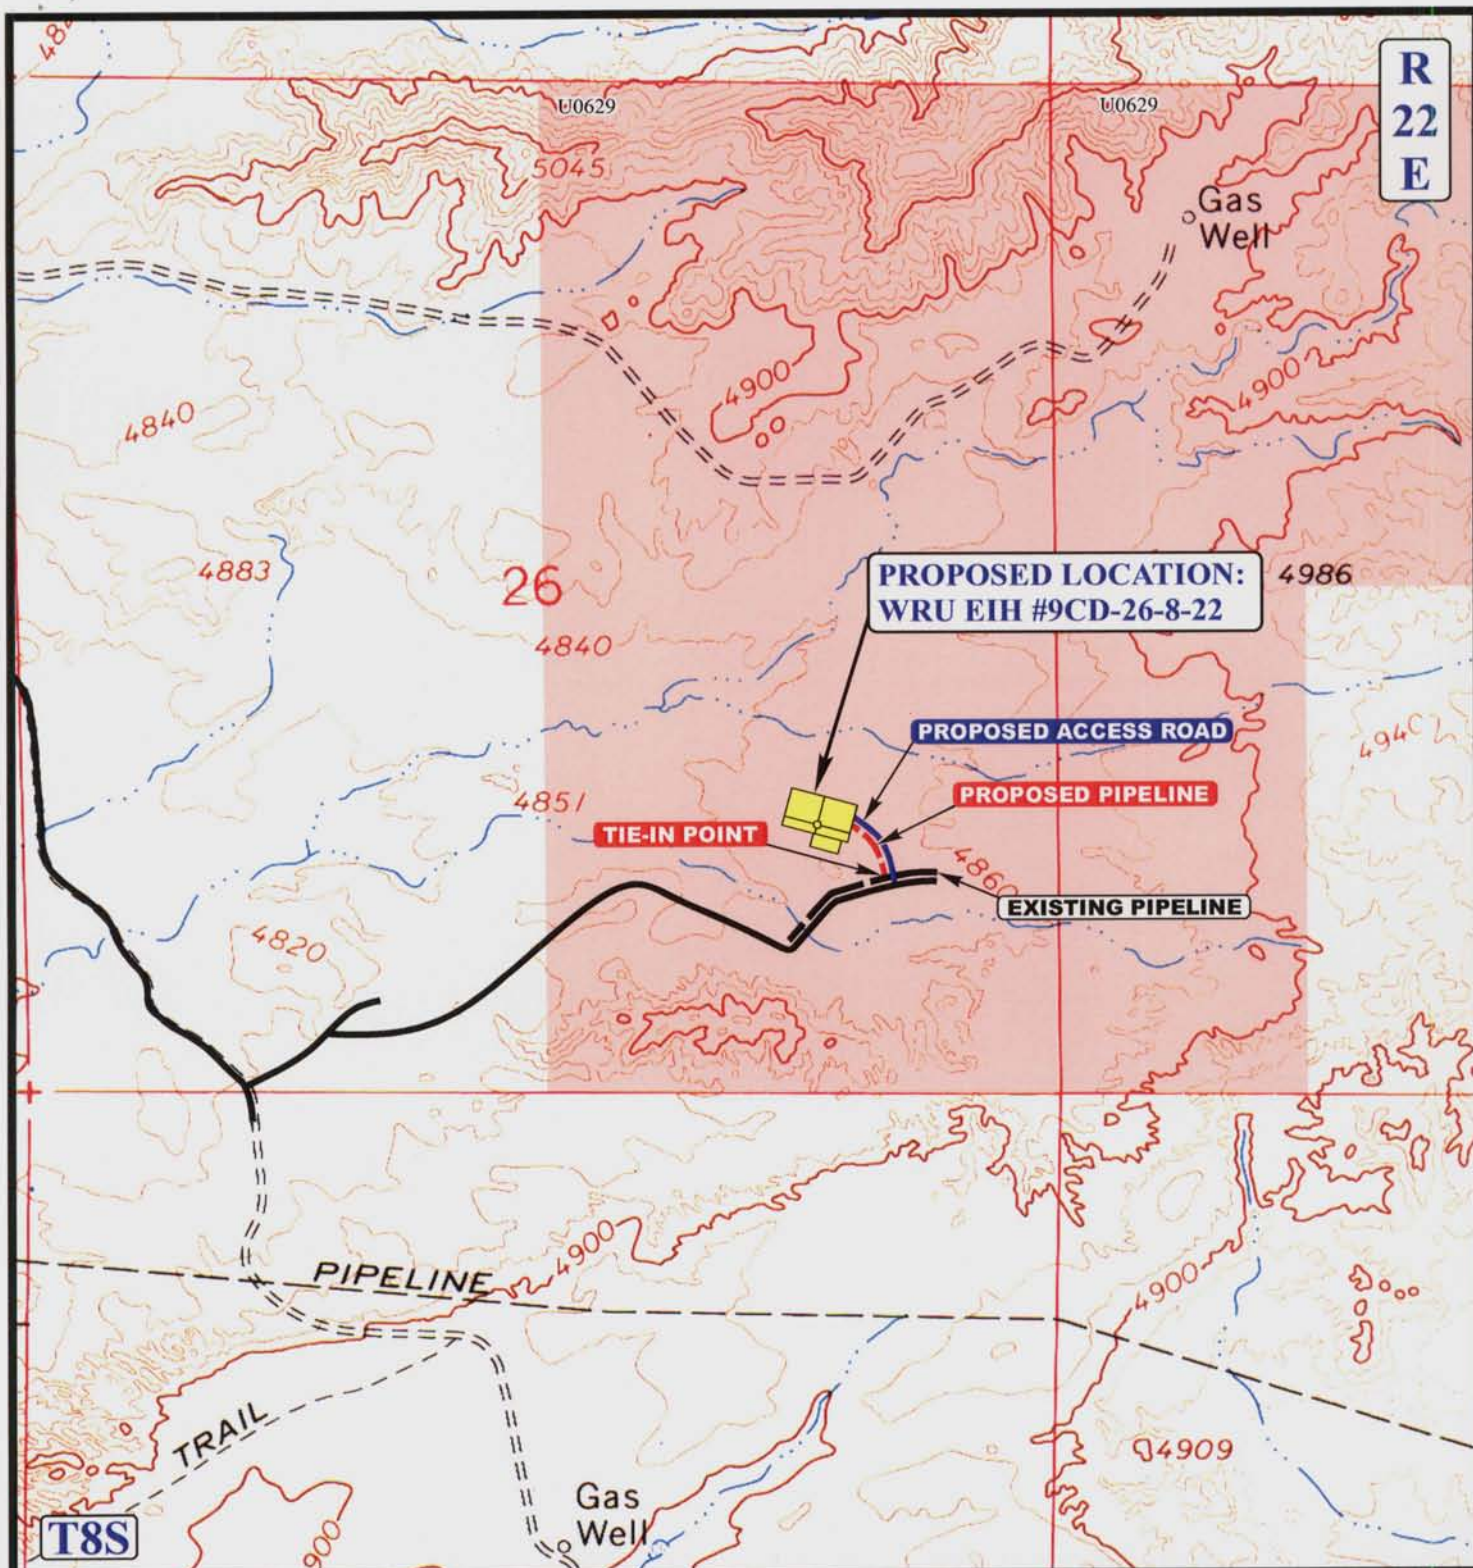 R
22
E
U0629
U0629
5045
Gas
Well
4900
4900
4840
4883
26
PROPOSED LOCATION:
WRU EIH #9CD-26-8-22
4986
4840
PROPOSED ACCESS ROAD
PROPOSED PIPELINE
4851
TIE-IN POINT
4860
EXISTING PIPELINE
4820
4900
PIPELINE
4900
TRAIL
4909
Gas
Well
T8S